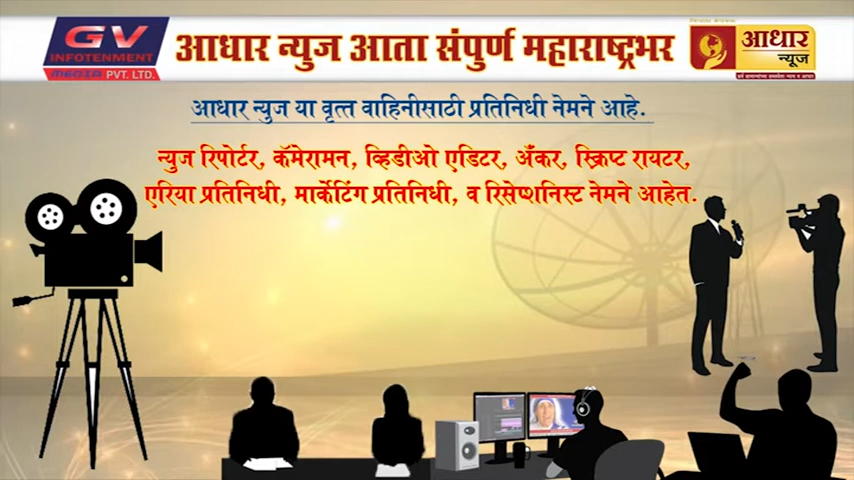 GV
INFOTENMENT
MEDIA PVT. LTD.
आधार न्युज आता संपुर्ण महाराष्ट्रभर
आधार
न्यूज
आधार न्युज या वृत्त वाहिनीसाठी प्रतिनिधी नेमने आहे.
न्युज रिपोर्टर, कॅमेरामन, व्हिडीओ एडिटर, अँकर, स्क्रिप्ट रायटर,
एरिया प्रतिनिधी, मार्केटिंग प्रतिनिधी, व रिसेप्शनिस्ट नेमने आहेत.